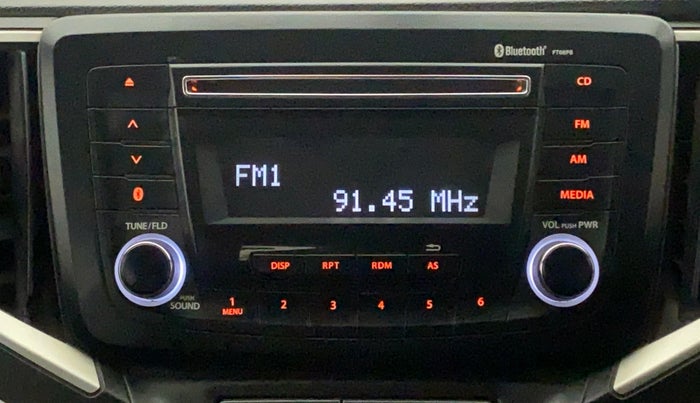 Bluetooth® FT06PB
CD
FM
AM
MEDIA
FM1
91.45 MHz
TUNE/FLD
VOL PUSH PWR
DISP RPT RDM AS
PUSH
SOUND
1 2 3 4 5 6
MENU